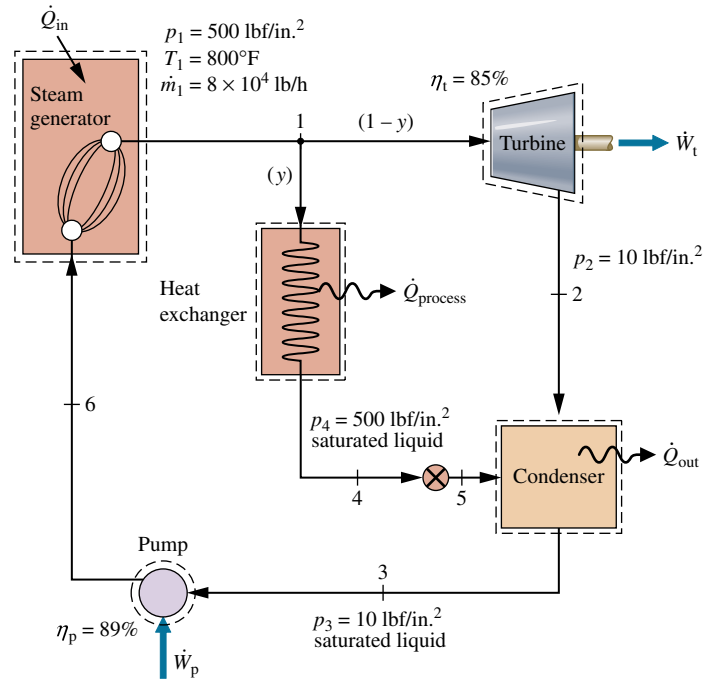 Q̇in
p1 = 500 lbf/in.²
T1 = 800°F
ṁ1 = 8 × 10⁴ lb/h
Steam
generator
1
(1 – y)
(y)
ηt = 85%
Turbine
Ẇt
p2 = 10 lbf/in.²
2
Heat
exchanger
Q̇process
6
p4 = 500 lbf/in.²
saturated liquid
4
5
Condenser
Q̇out
Pump
3
ηp = 89%
p3 = 10 lbf/in.²
saturated liquid
Ẇp